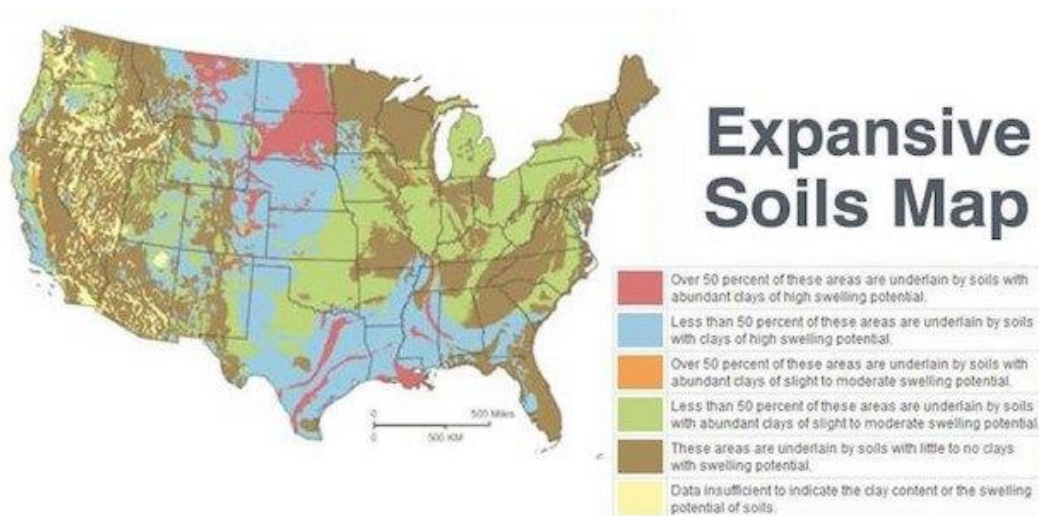 Expansive
Soils Map
Over 50 percent of these areas are underlain by soils with
abundant clays of high swelling potential.
Less than 50 percent of these areas are underlain by soils
with clays of high swelling potential.
Over 50 percent of these areas are underlain by soils with
abundant clays of slight to moderate swelling potential.
Less than 50 percent of these areas are underlain by soils
with abundant clays of slight to moderate swelling potential.
These areas are underlain by soils with little to no clays
with swelling potential.
Data insufficient to indicate the clay content or the swelling
potential of soils.
0 500 Miles
0 500 KM